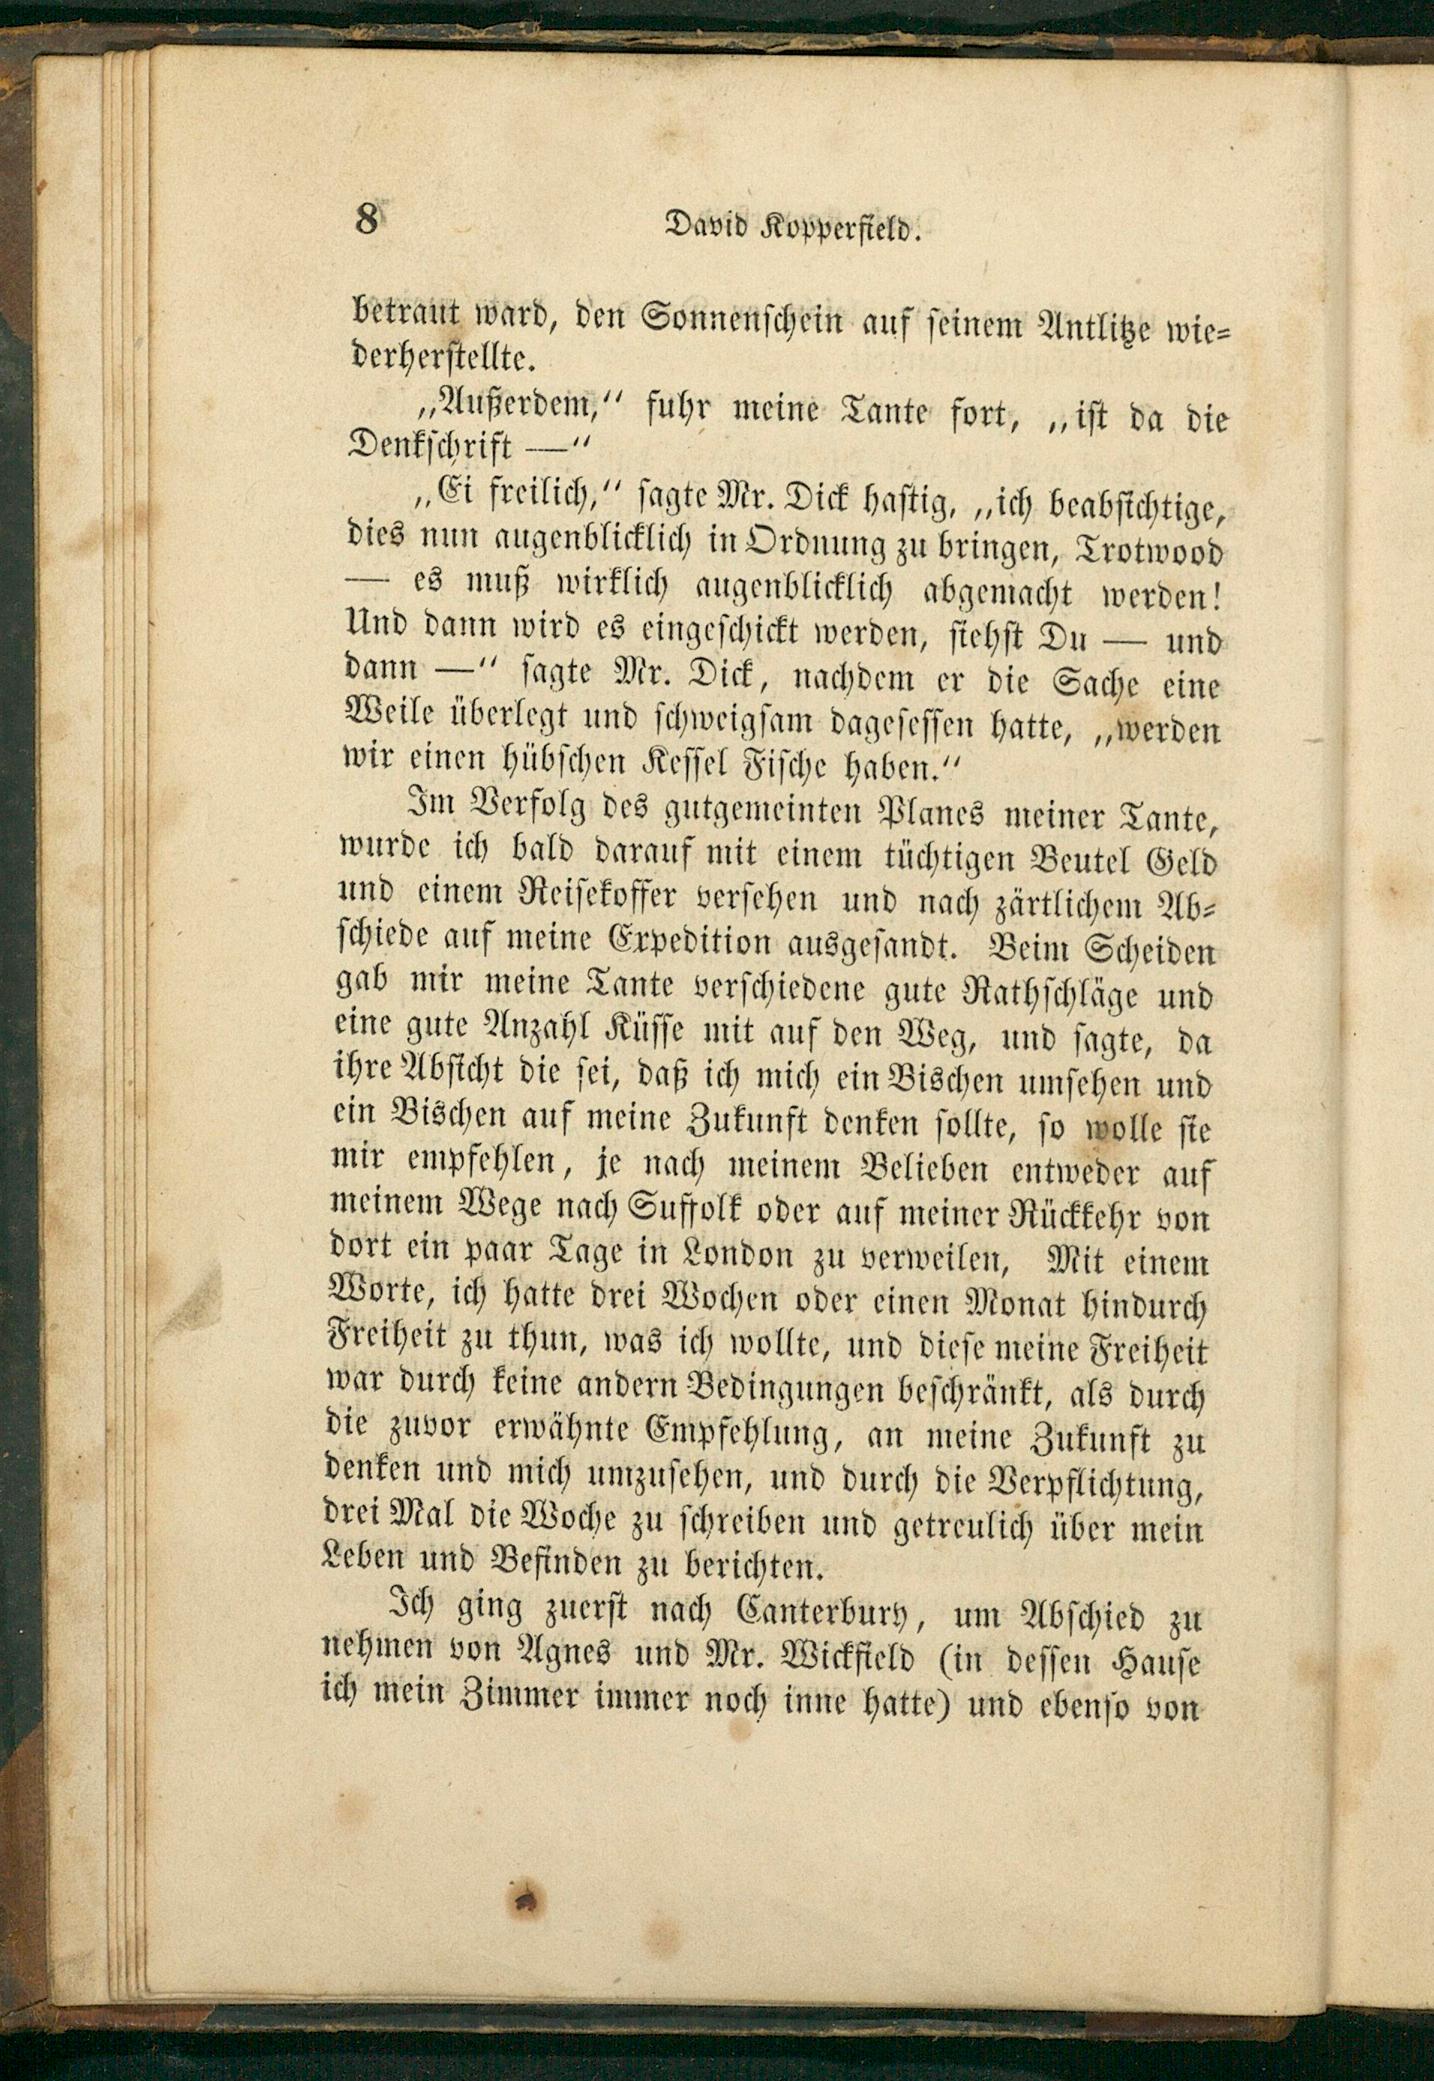 8 David Kopperfield.
betraut ward, den Sonnenschein auf seinem Antlitze wie-
derherstellte.
„Außerdem,“ fuhr meine Tante fort, „ist da die
Denkschrift —“
„Ei freilich,“ sagte Mr. Dick hastig, „ich beabsichtige,
dies nun augenblicklich in Ordnung zu bringen, Trotwood
— es muß wirklich augenblicklich abgemacht werden!
Und dann wird es eingeschickt werden, siehst Du — und
dann —“ sagte Mr. Dick, nachdem er die Sache eine
Weile überlegt und schweigsam dagesessen hatte, „werden
wir einen hübschen Kessel Fische haben.“
Im Verfolg des gutgemeinten Planes meiner Tante,
wurde ich bald darauf mit einem tüchtigen Beutel Geld
und einem Reisekoffer versehen und nach zärtlichem Ab-
schiede auf meine Expedition ausgesandt. Beim Scheiden
gab mir meine Tante verschiedene gute Rathschläge und
eine gute Anzahl Küsse mit auf den Weg, und sagte, da
ihre Absicht die sei, daß ich mich ein Bischen umsehen und
ein Bischen auf meine Zukunft denken sollte, so wolle sie
mir empfehlen, je nach meinem Belieben entweder auf
meinem Wege nach Suffolk oder auf meiner Rückkehr von
dort ein paar Tage in London zu verweilen, Mit einem
Worte, ich hatte drei Wochen oder einen Monat hindurch
Freiheit zu thun, was ich wollte, und diese meine Freiheit
war durch keine andern Bedingungen beschränkt, als durch
die zuvor erwähnte Empfehlung, an meine Zukunft zu
denken und mich umzusehen, und durch die Verpflichtung,
drei Mal die Woche zu schreiben und getreulich über mein
Leben und Befinden zu berichten.
Ich ging zuerst nach Canterbury, um Abschied zu
nehmen von Agnes und Mr. Wickfield (in dessen Hause
ich mein Zimmer immer noch inne hatte) und ebenso von